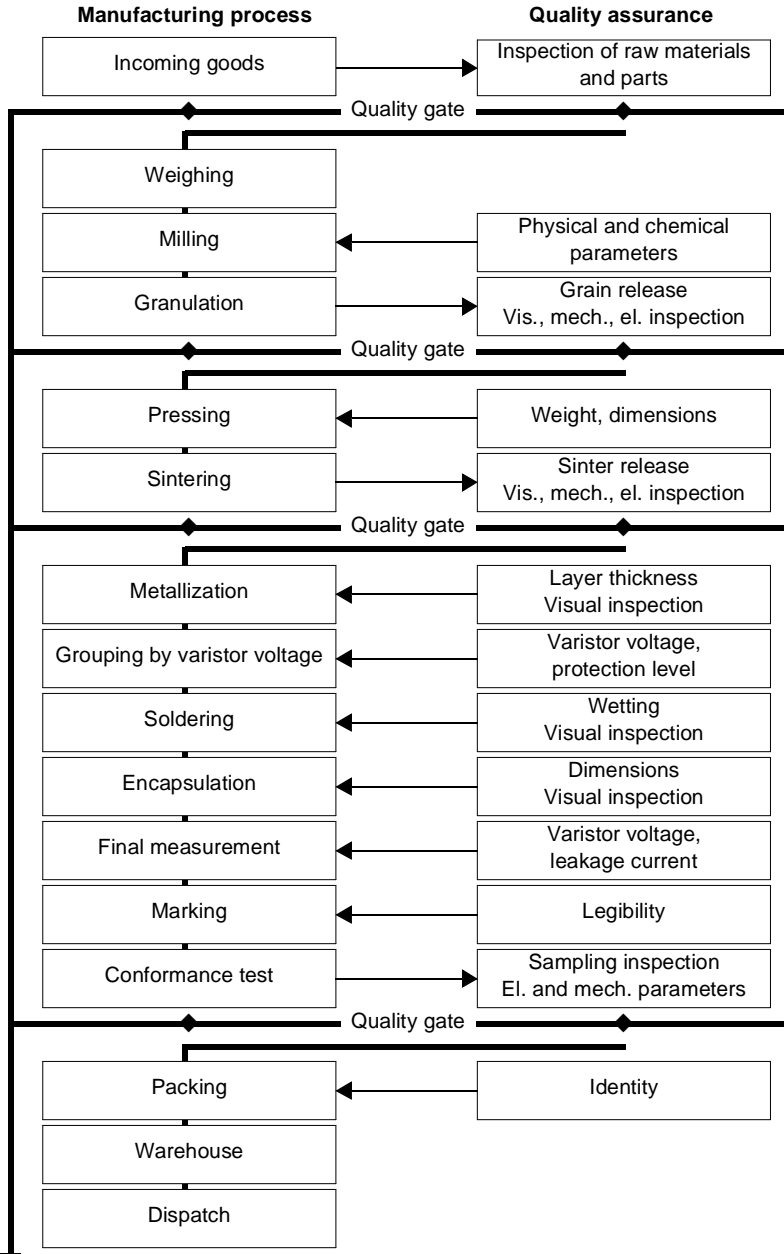 Manufacturing process
Quality assurance
Incoming goods
Inspection of raw materials
and parts
Quality gate
Weighing
Milling
Physical and chemical
parameters
Granulation
Grain release
Vis., mech., el. inspection
Quality gate
Pressing
Weight, dimensions
Sintering
Sinter release
Vis., mech., el. inspection
Quality gate
Metallization
Layer thickness
Visual inspection
Grouping by varistor voltage
Varistor voltage,
protection level
Soldering
Wetting
Visual inspection
Encapsulation
Dimensions
Visual inspection
Final measurement
Varistor voltage,
leakage current
Marking
Legibility
Conformance test
Sampling inspection
El. and mech. parameters
Quality gate
Packing
Identity
Warehouse
Dispatch